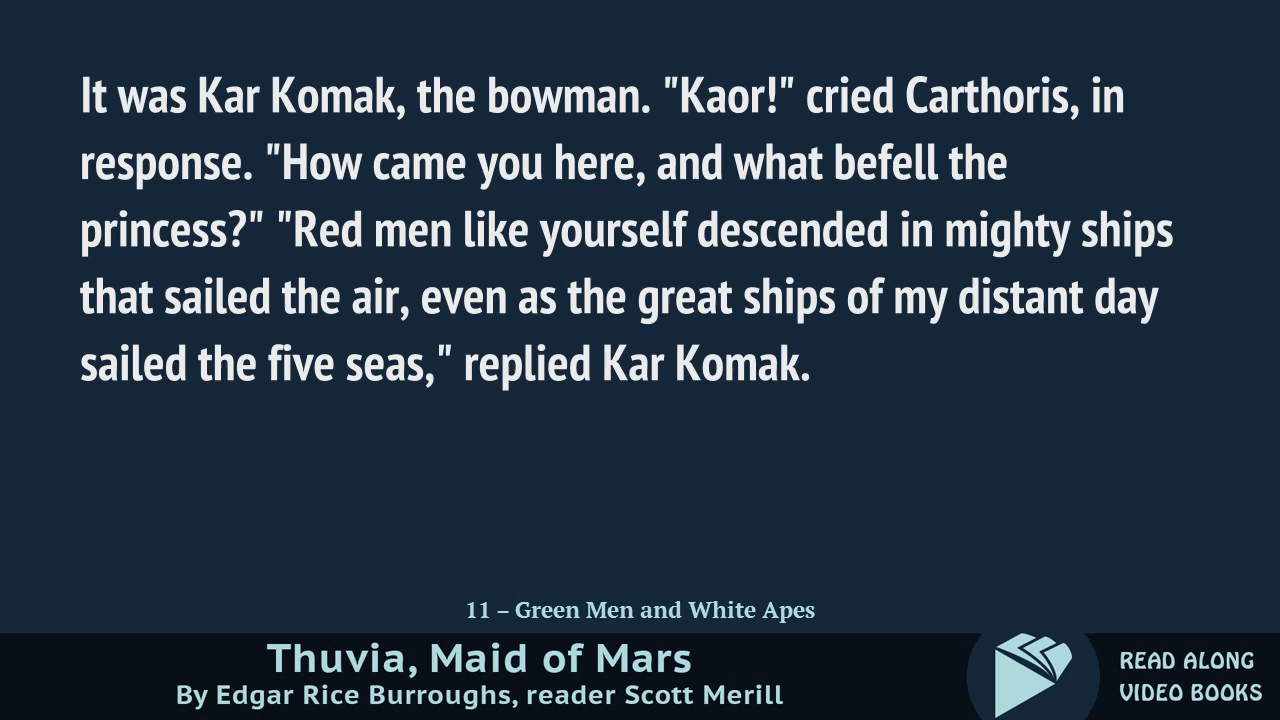 It was Kar Komak, the bowman. "Kaor!" cried Carthoris, in
response. "How came you here, and what befell the
princess?" "Red men like yourself descended in mighty ships
that sailed the air, even as the great ships of my distant day
sailed the five seas," replied Kar Komak.
11 – Green Men and White Apes
Thuvia, Maid of Mars
By Edgar Rice Burroughs, reader Scott Merill
READ ALONG
VIDEO BOOKS